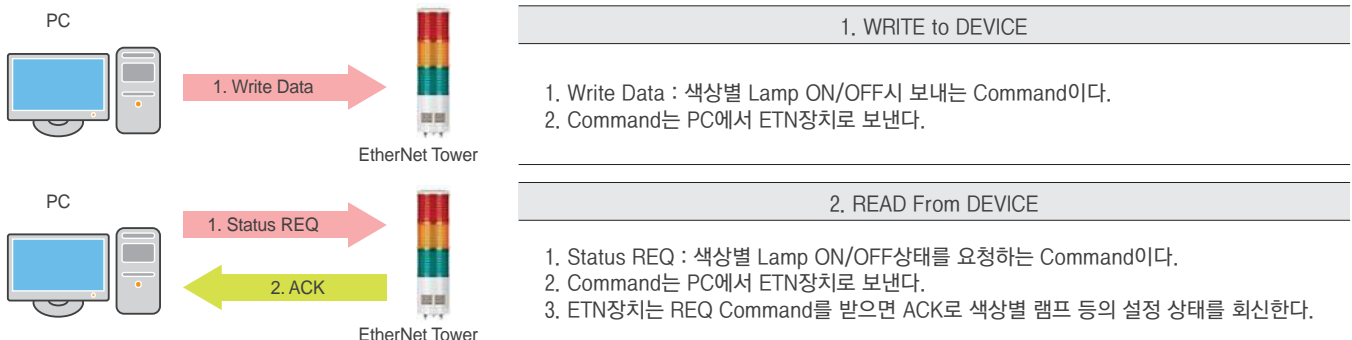 PC
1. Write Data
EtherNet Tower
1. WRITE to DEVICE
1. Write Data : 색상별 Lamp ON/OFF시 보내는 Command이다.
2. Command는 PC에서 ETN장치로 보낸다.
PC
1. Status REQ
2. ACK
EtherNet Tower
2. READ From DEVICE
1. Status REQ : 색상별 Lamp ON/OFF상태를 요청하는 Command이다.
2. Command는 PC에서 ETN장치로 보낸다.
3. ETN장치는 REQ Command를 받으면 ACK로 색상별 램프 등의 설정 상태를 회신한다.